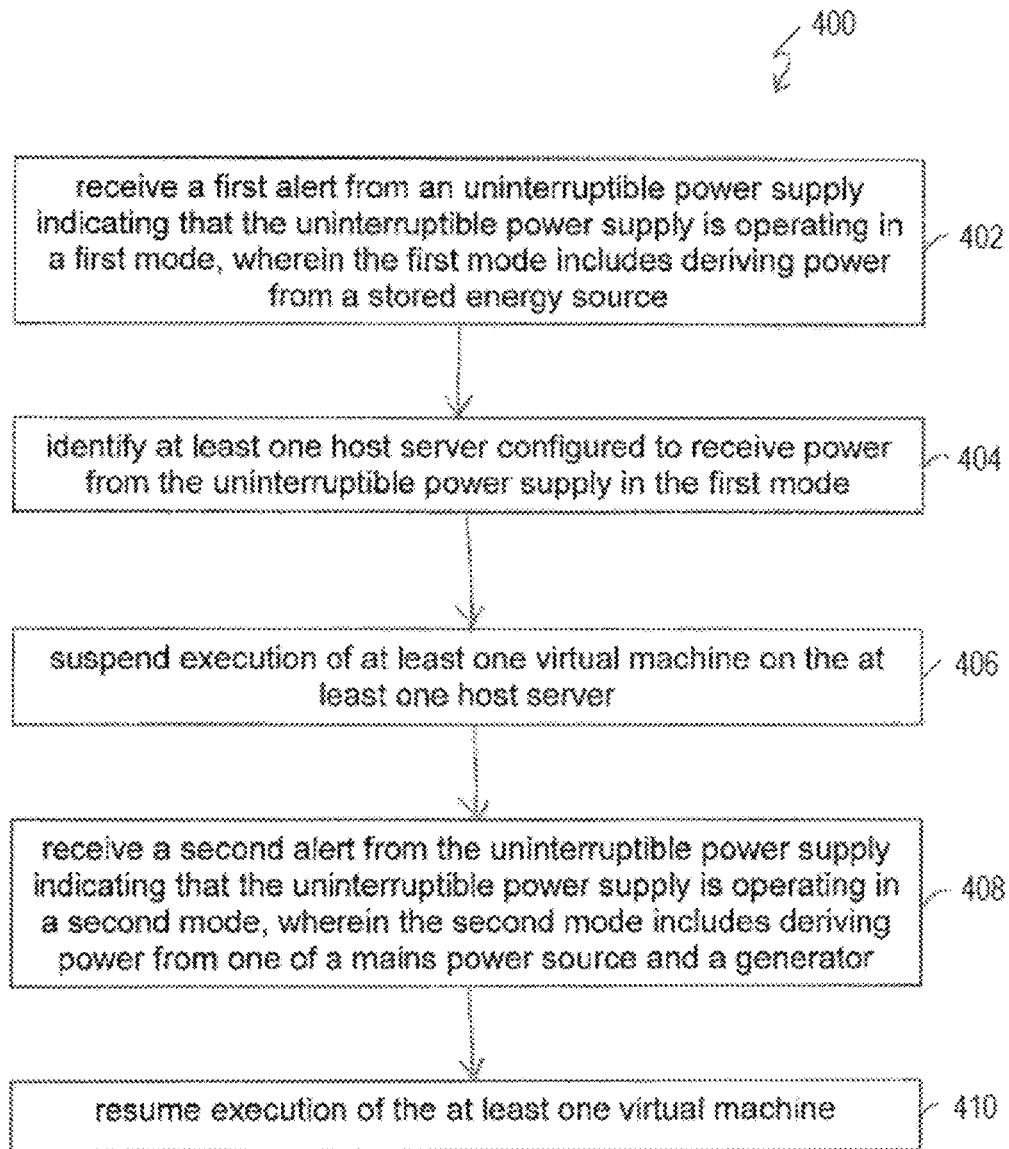 400
receive a first alert from an uninterruptible power supply
indicating that the uninterruptible power supply is operating in
a first mode, wherein the first mode includes deriving power
from a stored energy source
402
identify at least one host server configured to receive power
from the uninterruptible power supply in the first mode
404
suspend execution of at least one virtual machine on the at
least one host server
406
receive a second alert from the uninterruptible power supply
indicating that the uninterruptible power supply is operating in
a second mode, wherein the second mode includes deriving
power from one of a mains power source and a generator
408
resume execution of the at least one virtual machine
410